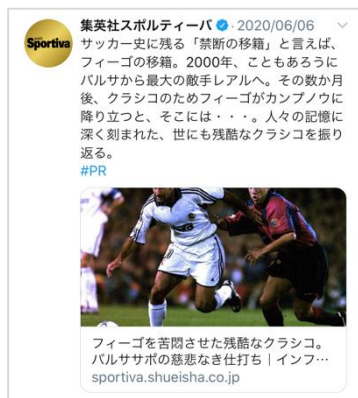 集英社スポルティーバ · 2020/06/06
Sportiva
サッカー史に残る「禁断の移籍」と言えば、
フィーゴの移籍。2000年、こともあろうに
バルサから最大の敵手レアルへ。その数か月
後、クラシコのためフィーゴがカンプノウに
降り立つと、そこには・・・。人々の記憶に
深く刻まれた、世にも残酷なクラシコを振り
返る。
#PR
フィーゴを苦悶させた残酷なクラシコ。
バルササポの慈悲なき仕打ち｜インフ…
sportiva.shueisha.co.jp